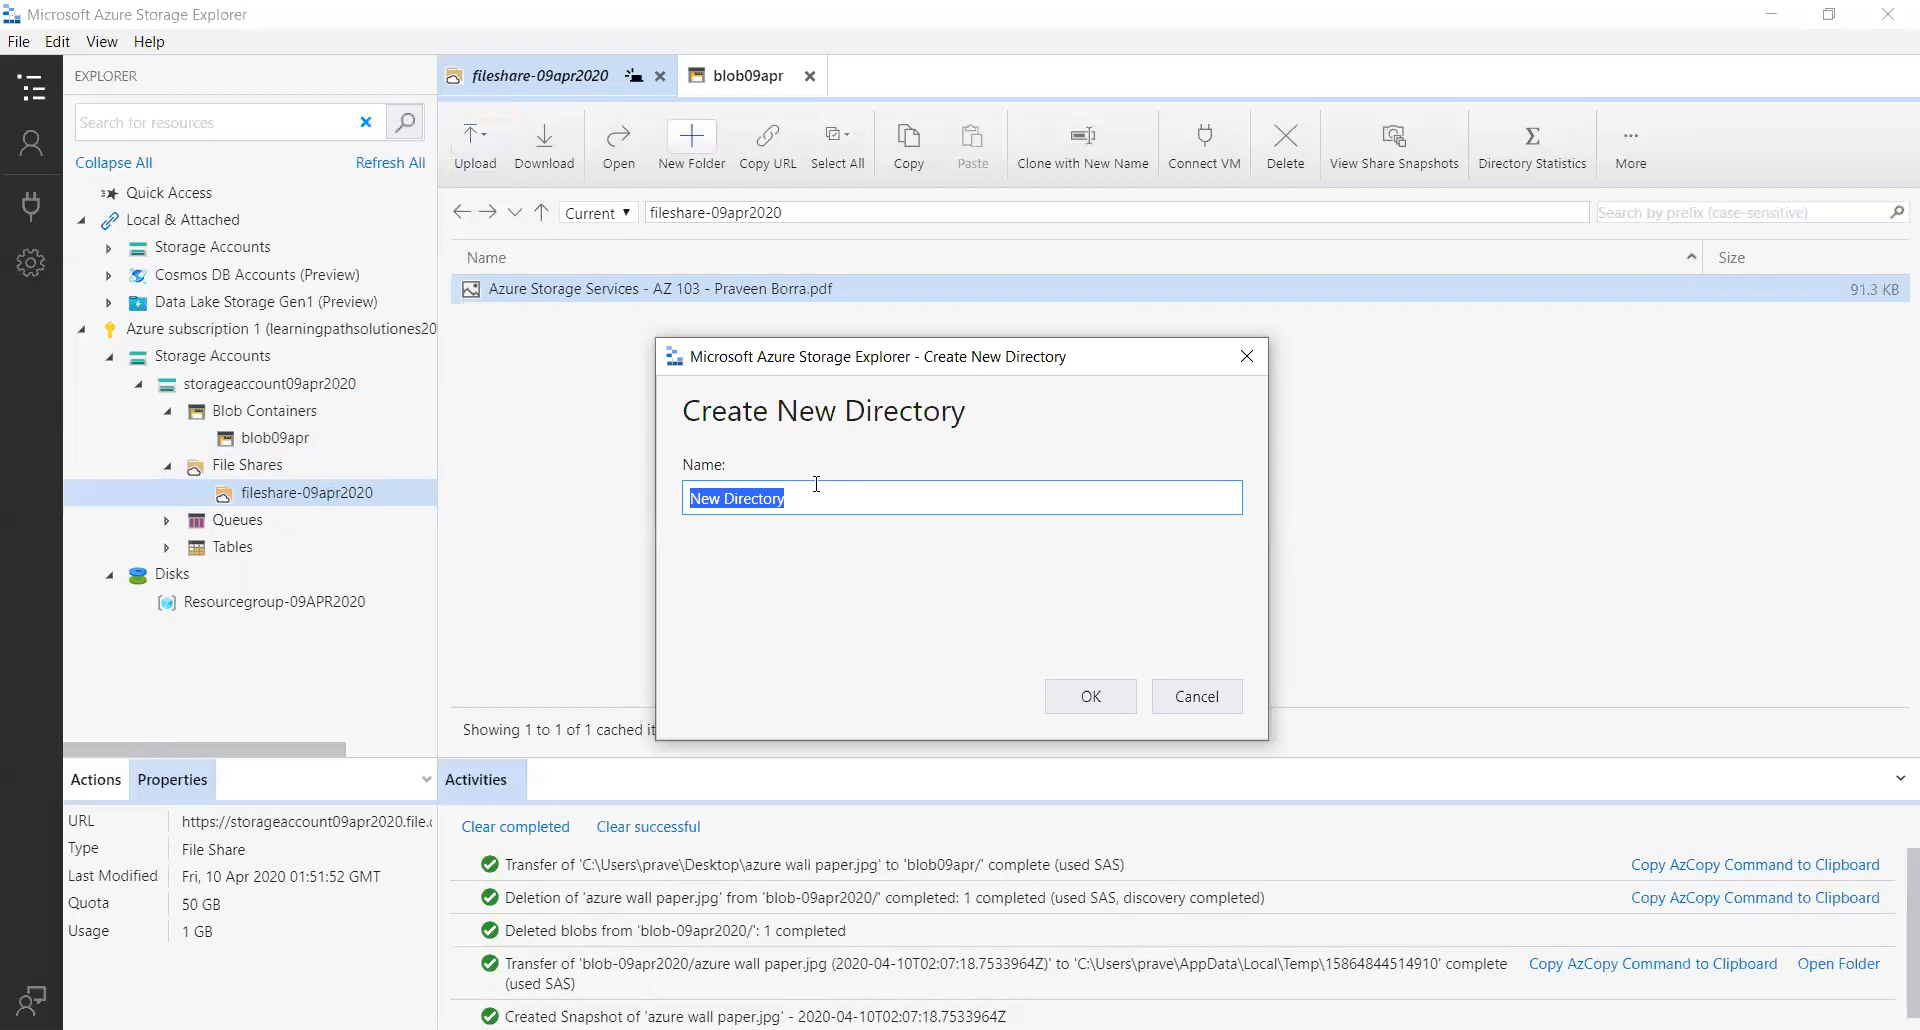 Microsoft Azure Storage Explorer
File Edit View Help
EXPLORER
Search for resources
Collapse All Refresh All
Quick Access
Local & Attached
Storage Accounts
Cosmos DB Accounts (Preview)
Data Lake Storage Gen1 (Preview)
Azure subscription 1 (learningpathsolutiones20
Storage Accounts
storageaccount09apr2020
Blob Containers
blob09apr
File Shares
fileshare-09apr2020
Queues
Tables
Disks
Resourcegroup-09APR2020
fileshare-09apr2020 blob09apr
Upload Download Open New Folder Copy URL Select All Copy Paste Clone with New Name Connect VM Delete View Share Snapshots Directory Statistics More
Current fileshare-09apr2020 Search by prefix (case-sensitive)
Name Size
Azure Storage Services - AZ 103 - Praveen Borra.pdf 91.3 KB
Microsoft Azure Storage Explorer - Create New Directory
Create New Directory
Name:
New Directory
OK Cancel
Showing 1 to 1 of 1 cached it
Actions Properties
URL https://storageaccount09apr2020.file.
Type File Share
Last Modified Fri, 10 Apr 2020 01:51:52 GMT
Quota 50 GB
Usage 1 GB
Activities
Clear completed Clear successful
Transfer of 'C:\Users\prave\Desktop\azure wall paper.jpg' to 'blob09apr/' complete (used SAS) Copy AzCopy Command to Clipboard
Deletion of 'azure wall paper.jpg' from 'blob-09apr2020/' completed: 1 completed (used SAS, discovery completed) Copy AzCopy Command to Clipboard
Deleted blobs from 'blob-09apr2020/': 1 completed
Transfer of 'blob-09apr2020/azure wall paper.jpg (2020-04-10T02:07:18.7533964Z)' to 'C:\Users\prave\AppData\Local\Temp\15864844514910' complete Copy AzCopy Command to Clipboard Open Folder
(used SAS)
Created Snapshot of 'azure wall paper.jpg' - 2020-04-10T02:07:18.7533964Z